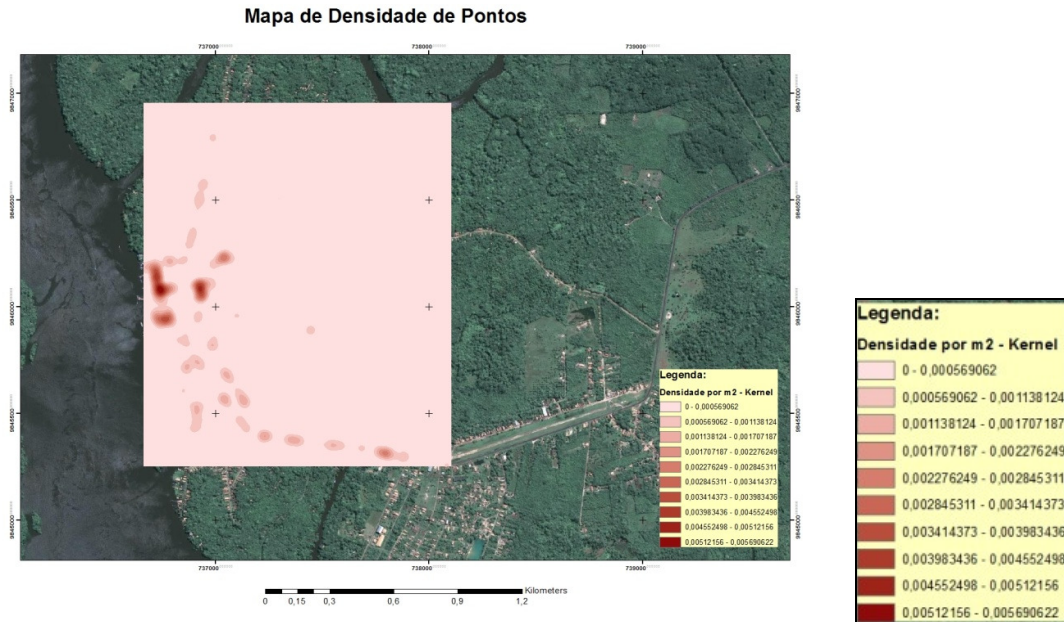 Mapa de Densidade de Pontos
737000
738000
739000
9847000
9847000
9846500
9846500
9846000
9846000
9845500
9845500
9845000
9845000
Legenda:
Densidade por m2 - Kernel
0 - 0,000569062
0,000569062 - 0,001138124
0,001138124 - 0,001707187
0,001707187 - 0,002276249
0,002276249 - 0,002845311
0,002845311 - 0,003414373
0,003414373 - 0,003983436
0,003983436 - 0,004552498
0,004552498 - 0,00512156
0,00512156 - 0,005690622
737000
738000
739000
Kilometers
0 0,15 0,3 0,6 0,9 1,2
Legenda:
Densidade por m2 - Kernel
0 - 0,000569062
0,000569062 - 0,001138124
0,001138124 - 0,001707187
0,001707187 - 0,002276249
0,002276249 - 0,002845311
0,002845311 - 0,003414373
0,003414373 - 0,003983436
0,003983436 - 0,004552498
0,004552498 - 0,00512156
0,00512156 - 0,005690622